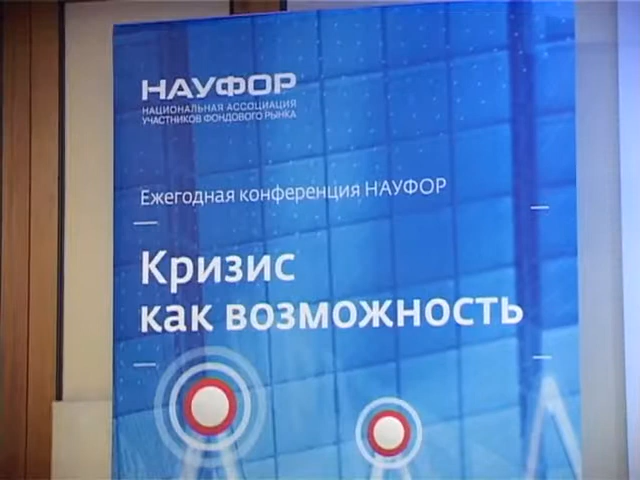 НАУФОР
НАЦИОНАЛЬНАЯ АССОЦИАЦИЯ
УЧАСТНИКОВ ФОНДОВОГО РЫНКА
Ежегодная конференция НАУФОР
Кризис
как возможность